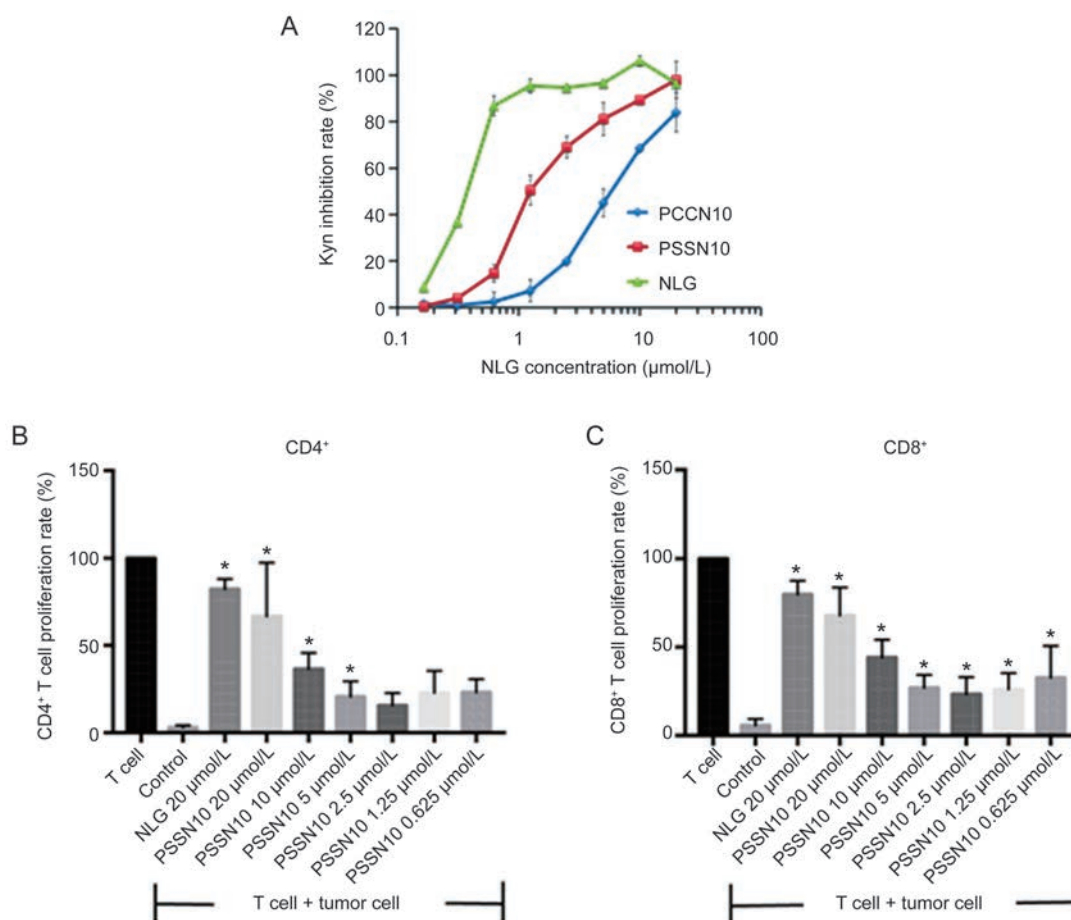 A
Kyn inhibition rate (%)
120
100
80
60
40
20
0
0.1
1
10
100
NLG concentration (µmol/L)
PCCN10
PSSN10
NLG
B
CD4⁺
CD4⁺ T cell proliferation rate (%)
150
100
50
0
*
*
*
*
T cell
Control
NLG 20 µmol/L
PSSN10 20 µmol/L
PSSN10 10 µmol/L
PSSN10 5 µmol/L
PSSN10 2.5 µmol/L
PSSN10 1.25 µmol/L
PSSN10 0.625 µmol/L
T cell + tumor cell
C
CD8⁺
CD8⁺ T cell proliferation rate (%)
150
100
50
0
*
*
*
*
*
*
*
T cell
Control
NLG 20 µmol/L
PSSN10 20 µmol/L
PSSN10 10 µmol/L
PSSN10 5 µmol/L
PSSN10 2.5 µmol/L
PSSN10 1.25 µmol/L
PSSN10 0.625 µmol/L
T cell + tumor cell